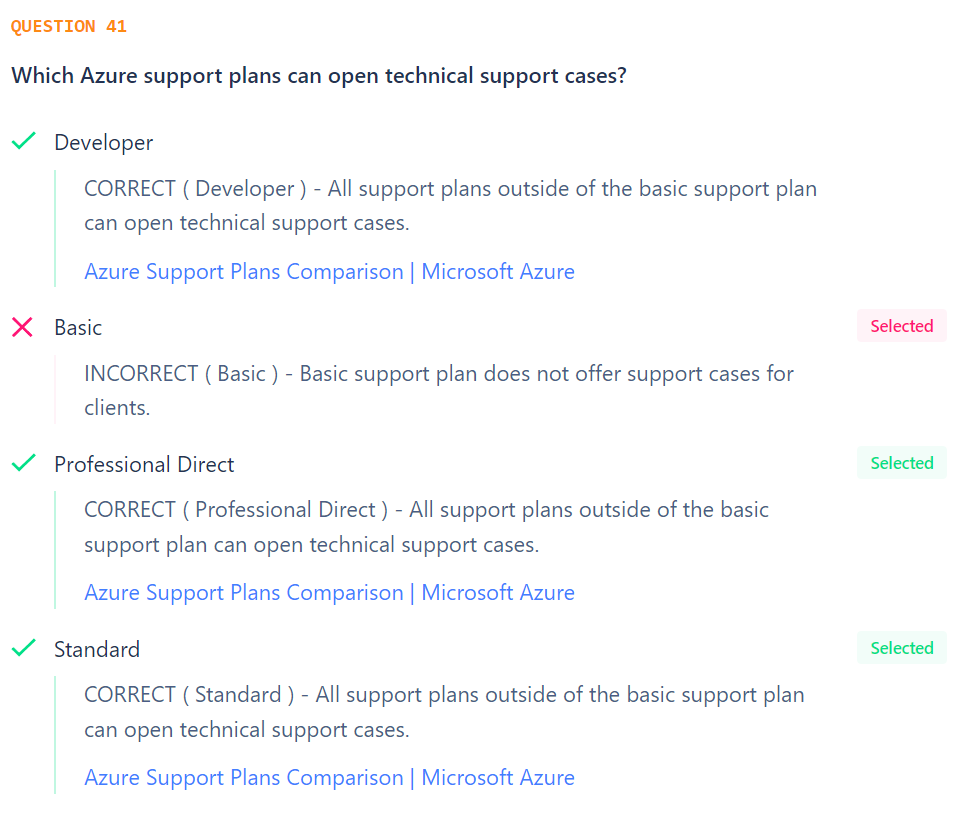 QUESTION 41
Which Azure support plans can open technical support cases?
Developer
CORRECT ( Developer ) - All support plans outside of the basic support plan
can open technical support cases.
Azure Support Plans Comparison | Microsoft Azure
Basic
Selected
INCORRECT ( Basic ) - Basic support plan does not offer support cases for
clients.
Professional Direct
Selected
CORRECT ( Professional Direct ) - All support plans outside of the basic
support plan can open technical support cases.
Azure Support Plans Comparison | Microsoft Azure
Standard
Selected
CORRECT ( Standard ) - All support plans outside of the basic support plan
can open technical support cases.
Azure Support Plans Comparison | Microsoft Azure